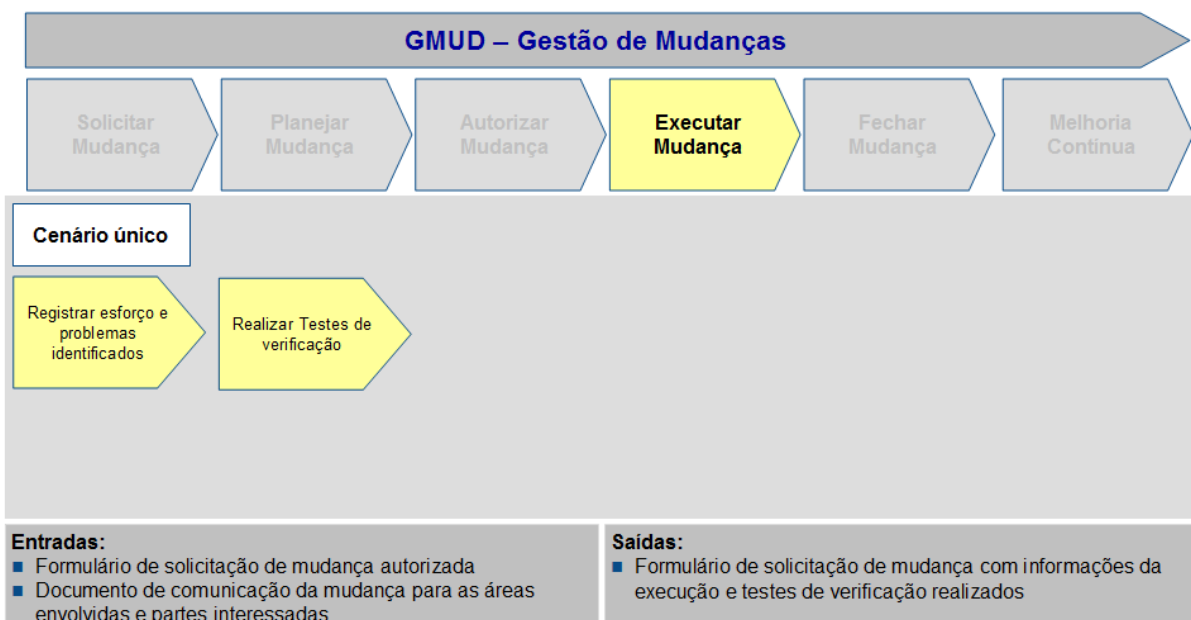 GMUD – Gestão de Mudanças
Solicitar
Mudança
Planejar
Mudança
Autorizar
Mudança
Executar
Mudança
Fechar
Mudança
Melhoria
Contínua
Cenário único
Registrar esforço e
problemas
identificados
Realizar Testes de
verificação
Entradas:
Formulário de solicitação de mudança autorizada
Documento de comunicação da mudança para as áreas
envolvidas e partes interessadas
Saídas:
Formulário de solicitação de mudança com informações da
execução e testes de verificação realizados